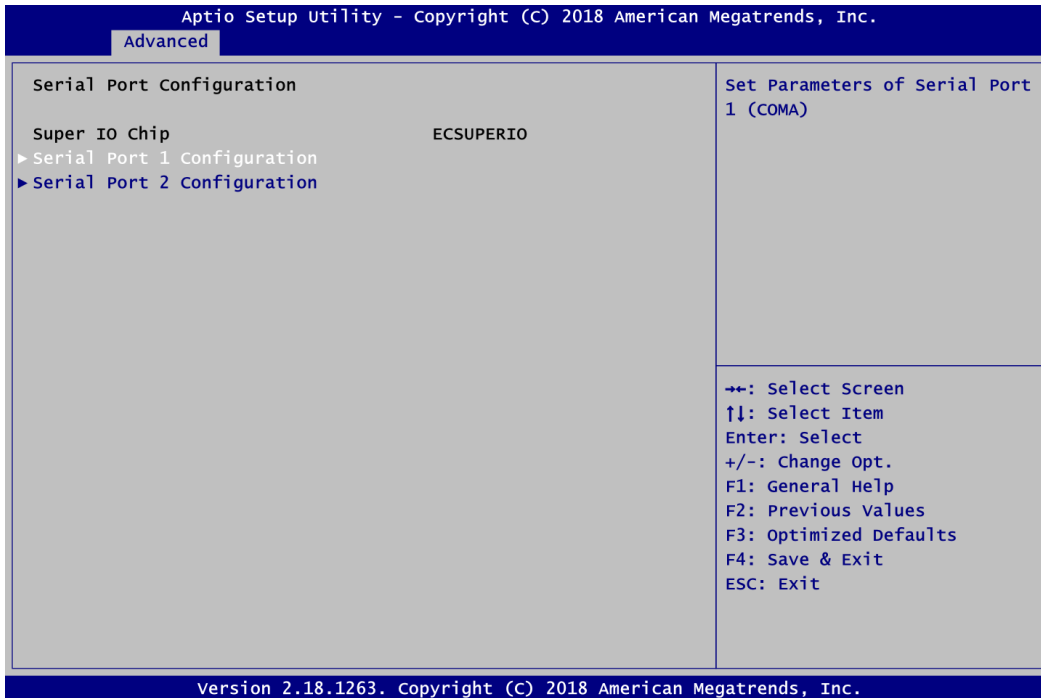 Aptio Setup Utility - Copyright (C) 2018 American Megatrends, Inc.
Advanced
Serial Port Configuration
Super IO Chip ECSUPERIO
►Serial Port 1 Configuration
►Serial Port 2 Configuration
Set Parameters of Serial Port
1 (COMA)
→←: Select Screen
↑↓: Select Item
Enter: Select
+/-: Change Opt.
F1: General Help
F2: Previous Values
F3: Optimized Defaults
F4: Save & Exit
ESC: Exit
Version 2.18.1263. Copyright (C) 2018 American Megatrends, Inc.